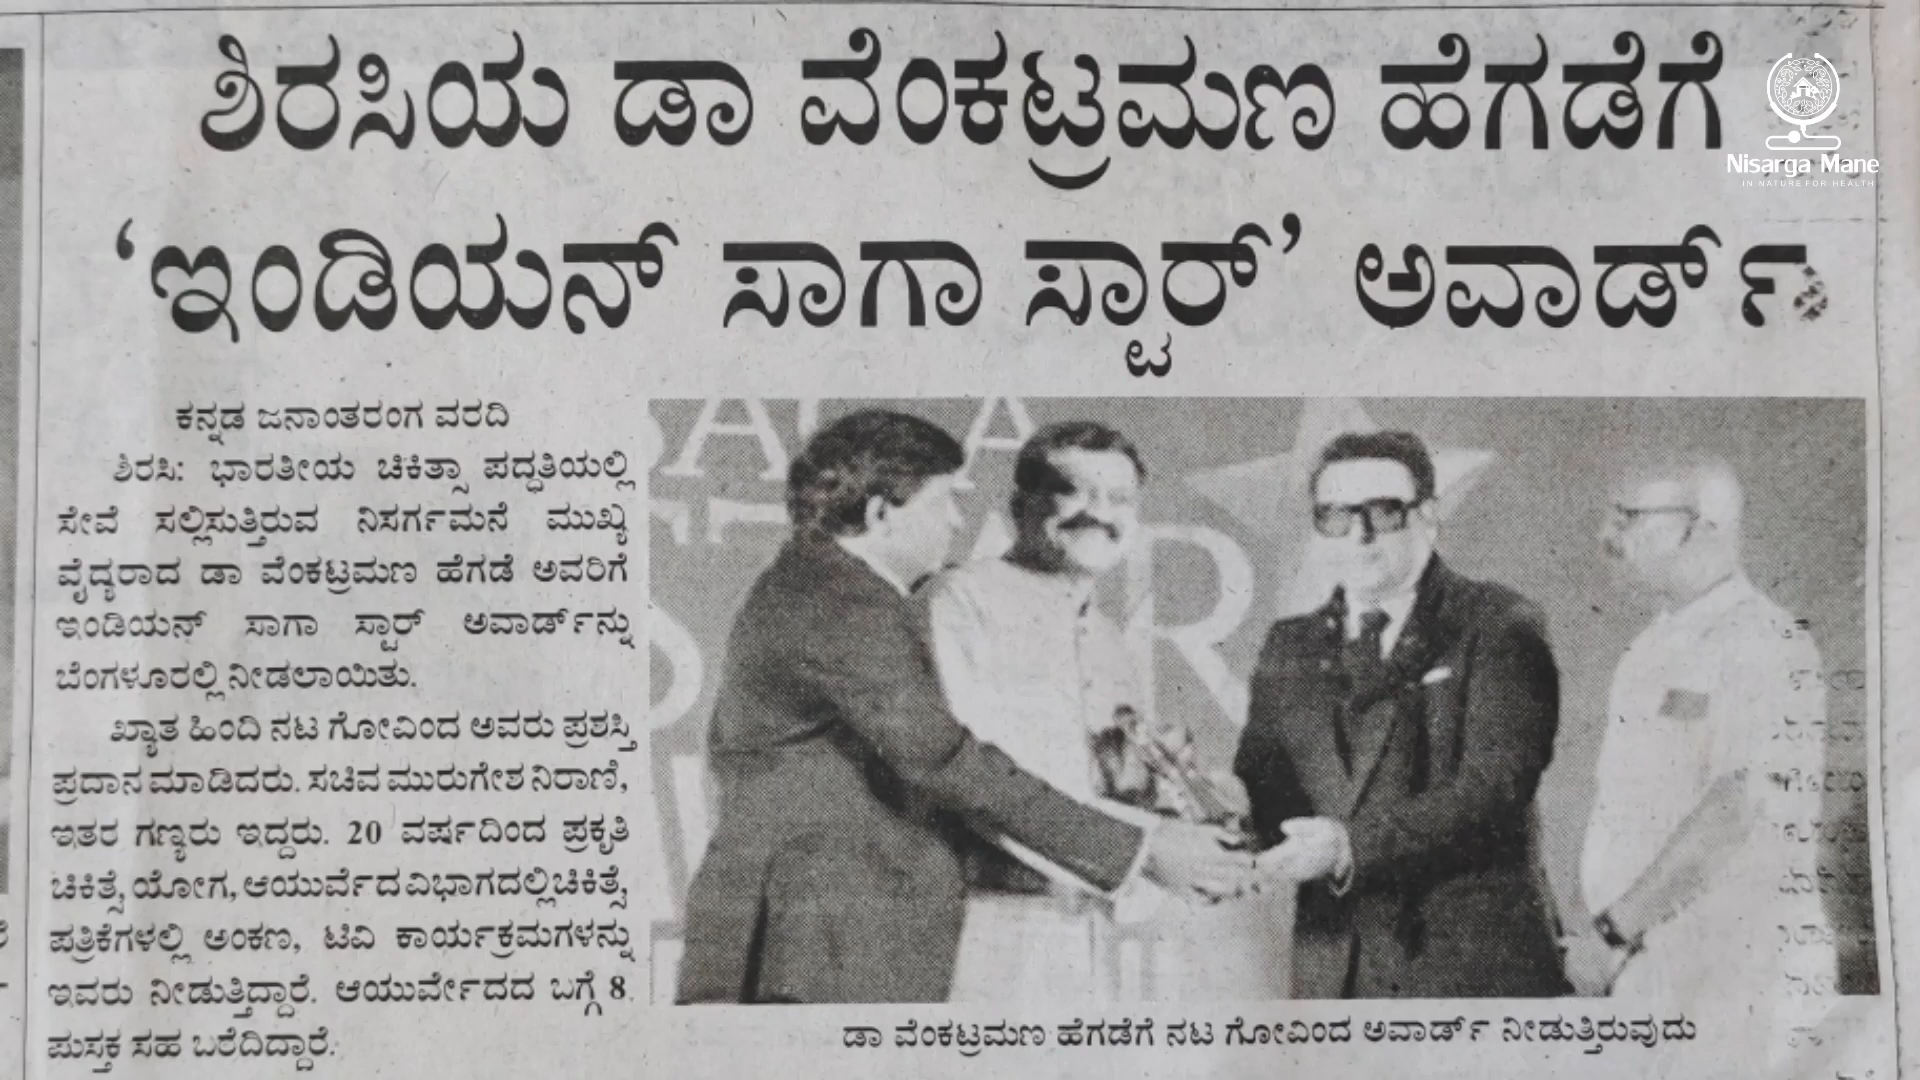 ಶಿರಸಿಯ ಡಾ ವೆಂಕಟ್ರಮಣ ಹೆಗಡೆಗೆ
‘ಇಂಡಿಯನ್ ಸಾಗಾ ಸ್ಟಾರ್’ ಅವಾರ್ಡ್
Nisarga Mane
IN NATURE FOR HEALTH
ಕನ್ನಡ ಜನಾಂತರಂಗ ವರದಿ
ಶಿರಸಿ: ಭಾರತೀಯ ಚಿಕಿತ್ಸಾ ಪದ್ಧತಿಯಲ್ಲಿ
ಸೇವೆ ಸಲ್ಲಿಸುತ್ತಿರುವ ನಿಸರ್ಗಮನೆ ಮುಖ್ಯ
ವೈದ್ಯರಾದ ಡಾ ವೆಂಕಟ್ರಮಣ ಹೆಗಡೆ ಅವರಿಗೆ
ಇಂಡಿಯನ್ ಸಾಗಾ ಸ್ಟಾರ್ ಅವಾರ್ಡ್‌ನ್ನು
ಬೆಂಗಳೂರಲ್ಲಿ ನೀಡಲಾಯಿತು.
ಖ್ಯಾತ ಹಿಂದಿ ನಟ ಗೋವಿಂದ ಅವರು ಪ್ರಶಸ್ತಿ
ಪ್ರದಾನ ಮಾಡಿದರು. ಸಚಿವ ಮುರುಗೇಶ ನಿರಾಣಿ,
ಇತರ ಗಣ್ಯರು ಇದ್ದರು. 20 ವರ್ಷದಿಂದ ಪ್ರಕೃತಿ
ಚಿಕಿತ್ಸೆ, ಯೋಗ, ಆಯುರ್ವೆದ ವಿಭಾಗದಲ್ಲಿ ಚಿಕಿತ್ಸೆ,
ಪತ್ರಿಕೆಗಳಲ್ಲಿ ಅಂಕಣ, ಟಿವಿ ಕಾರ್ಯಕ್ರಮಗಳನ್ನು
ಇವರು ನೀಡುತ್ತಿದ್ದಾರೆ. ಆಯುರ್ವೇದದ ಬಗ್ಗೆ 8
ಪುಸ್ತಕ ಸಹ ಬರೆದಿದ್ದಾರೆ.
ಡಾ ವೆಂಕಟ್ರಮಣ ಹೆಗಡೆಗೆ ನಟ ಗೋವಿಂದ ಅವಾರ್ಡ್ ನೀಡುತ್ತಿರುವುದು